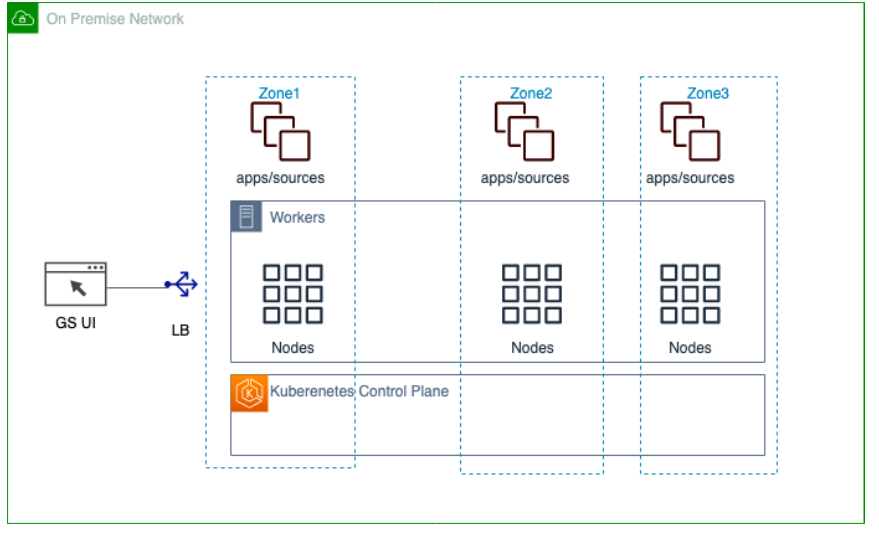 On Premise Network
Zone1
Zone2
Zone3
apps/sources
apps/sources
apps/sources
Workers
GS UI
LB
Nodes
Nodes
Nodes
Kuberenetes Control Plane